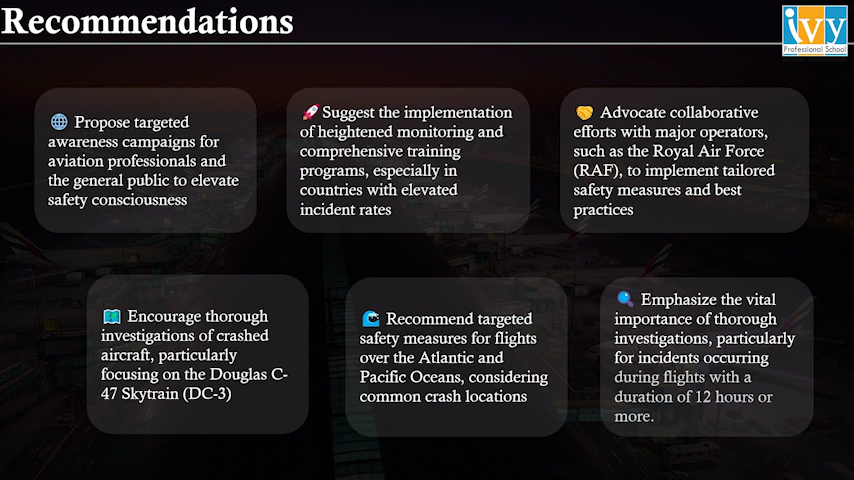 Recommendations
ivy
Professional School
Propose targeted
awareness campaigns for
aviation professionals and
the general public to elevate
safety consciousness
Suggest the implementation
of heightened monitoring and
comprehensive training
programs, especially in
countries with elevated
incident rates
Advocate collaborative
efforts with major operators,
such as the Royal Air Force
(RAF), to implement tailored
safety measures and best
practices
Encourage thorough
investigations of crashed
aircraft, particularly
focusing on the Douglas C-
47 Skytrain (DC-3)
Recommend targeted
safety measures for flights
over the Atlantic and
Pacific Oceans, considering
common crash locations
Emphasize the vital
importance of thorough
investigations, particularly
for incidents occurring
during flights with a
duration of 12 hours or
more.